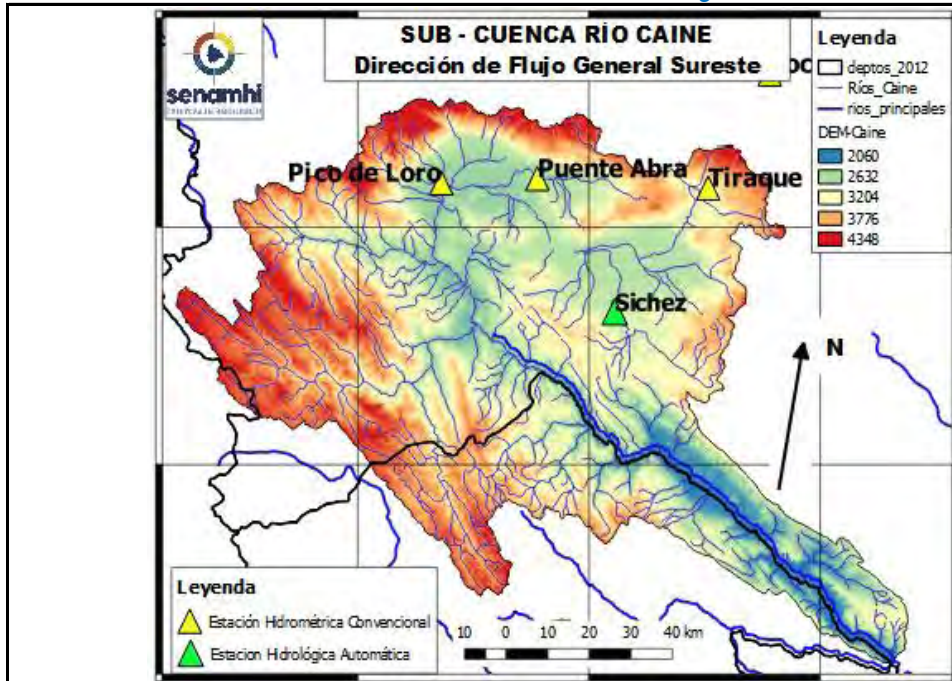 SUB - CUENCA RÍO CAINE
Dirección de Flujo General Sureste
senamhi
Leyenda
deptos_2012
Ríos_Caine
rios_principales
DEM-Caine
2060
2632
3204
3776
4348
Pico de Loro
Puente Abra
Tiraque
Sichez
N
Leyenda
Estación Hidrométrica Convencional
Estacion Hidrológica Automática
10 0 10 20 30 40 km